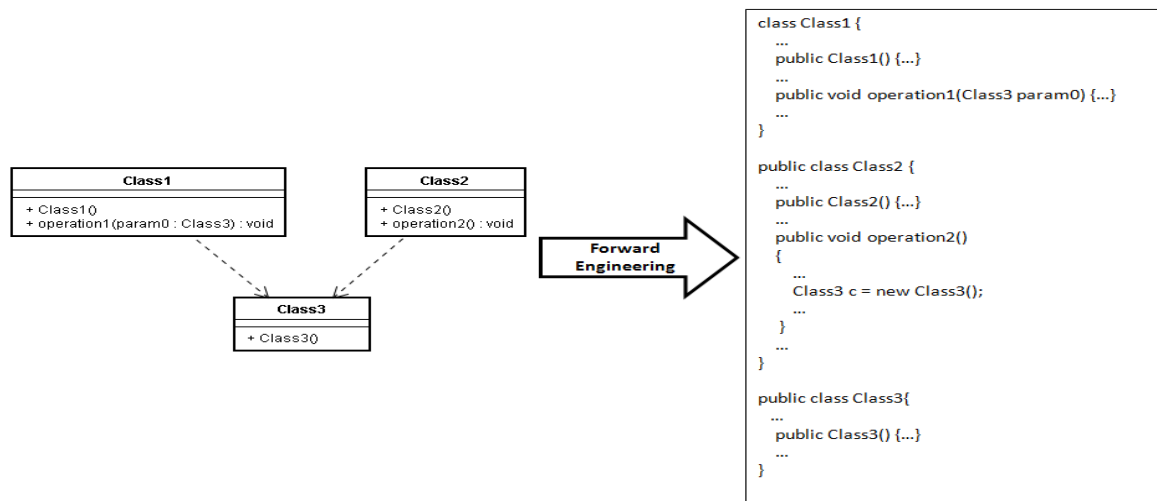 Class1
+ Class1()
+ operation1(param0 : Class3) : void
Class2
+ Class2()
+ operation2() : void
Class3
+ Class3()
Forward
Engineering
class Class1 {
...
public Class1() {...}
...
public void operation1(Class3 param0) {...}
...
}
public class Class2 {
...
public Class2() {...}
...
public void operation2()
{
...
Class3 c = new Class3();
...
}
...
}
public class Class3{
...
public Class3() {...}
...
}